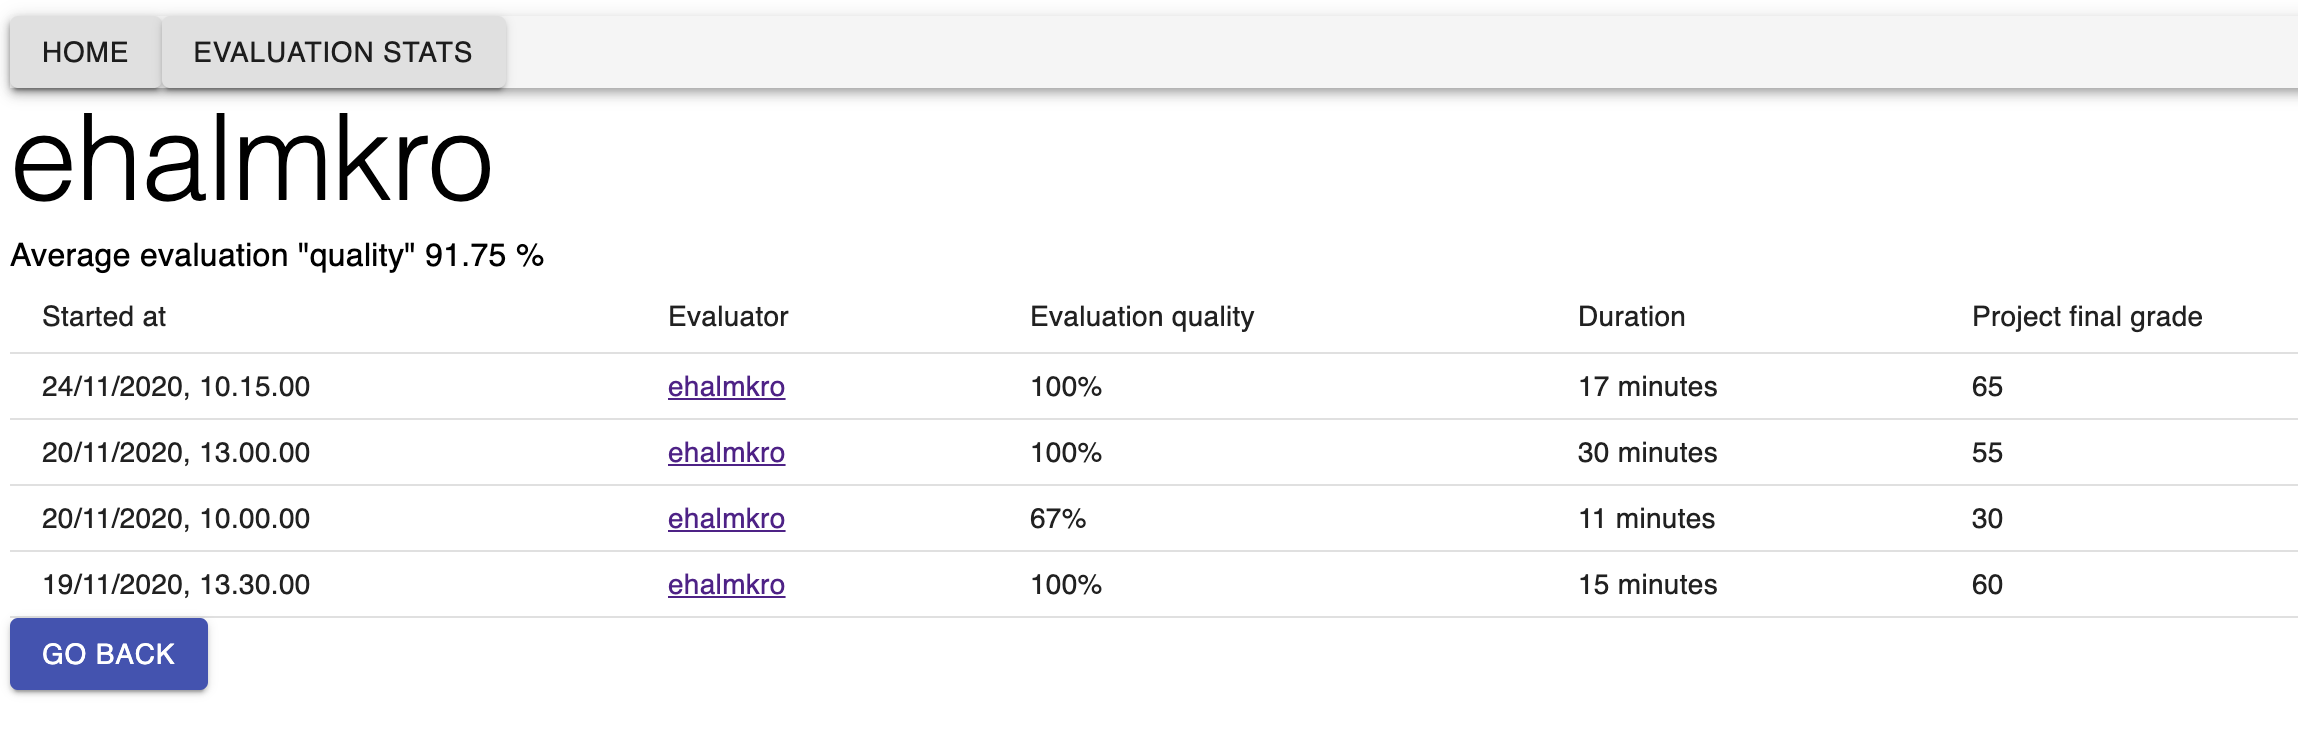 HOME EVALUATION STATS
ehalmkro
Average evaluation "quality" 91.75 %
Started at Evaluator Evaluation quality Duration Project final grade
24/11/2020, 10.15.00 ehalmkro 100% 17 minutes 65
20/11/2020, 13.00.00 ehalmkro 100% 30 minutes 55
20/11/2020, 10.00.00 ehalmkro 67% 11 minutes 30
19/11/2020, 13.30.00 ehalmkro 100% 15 minutes 60
GO BACK